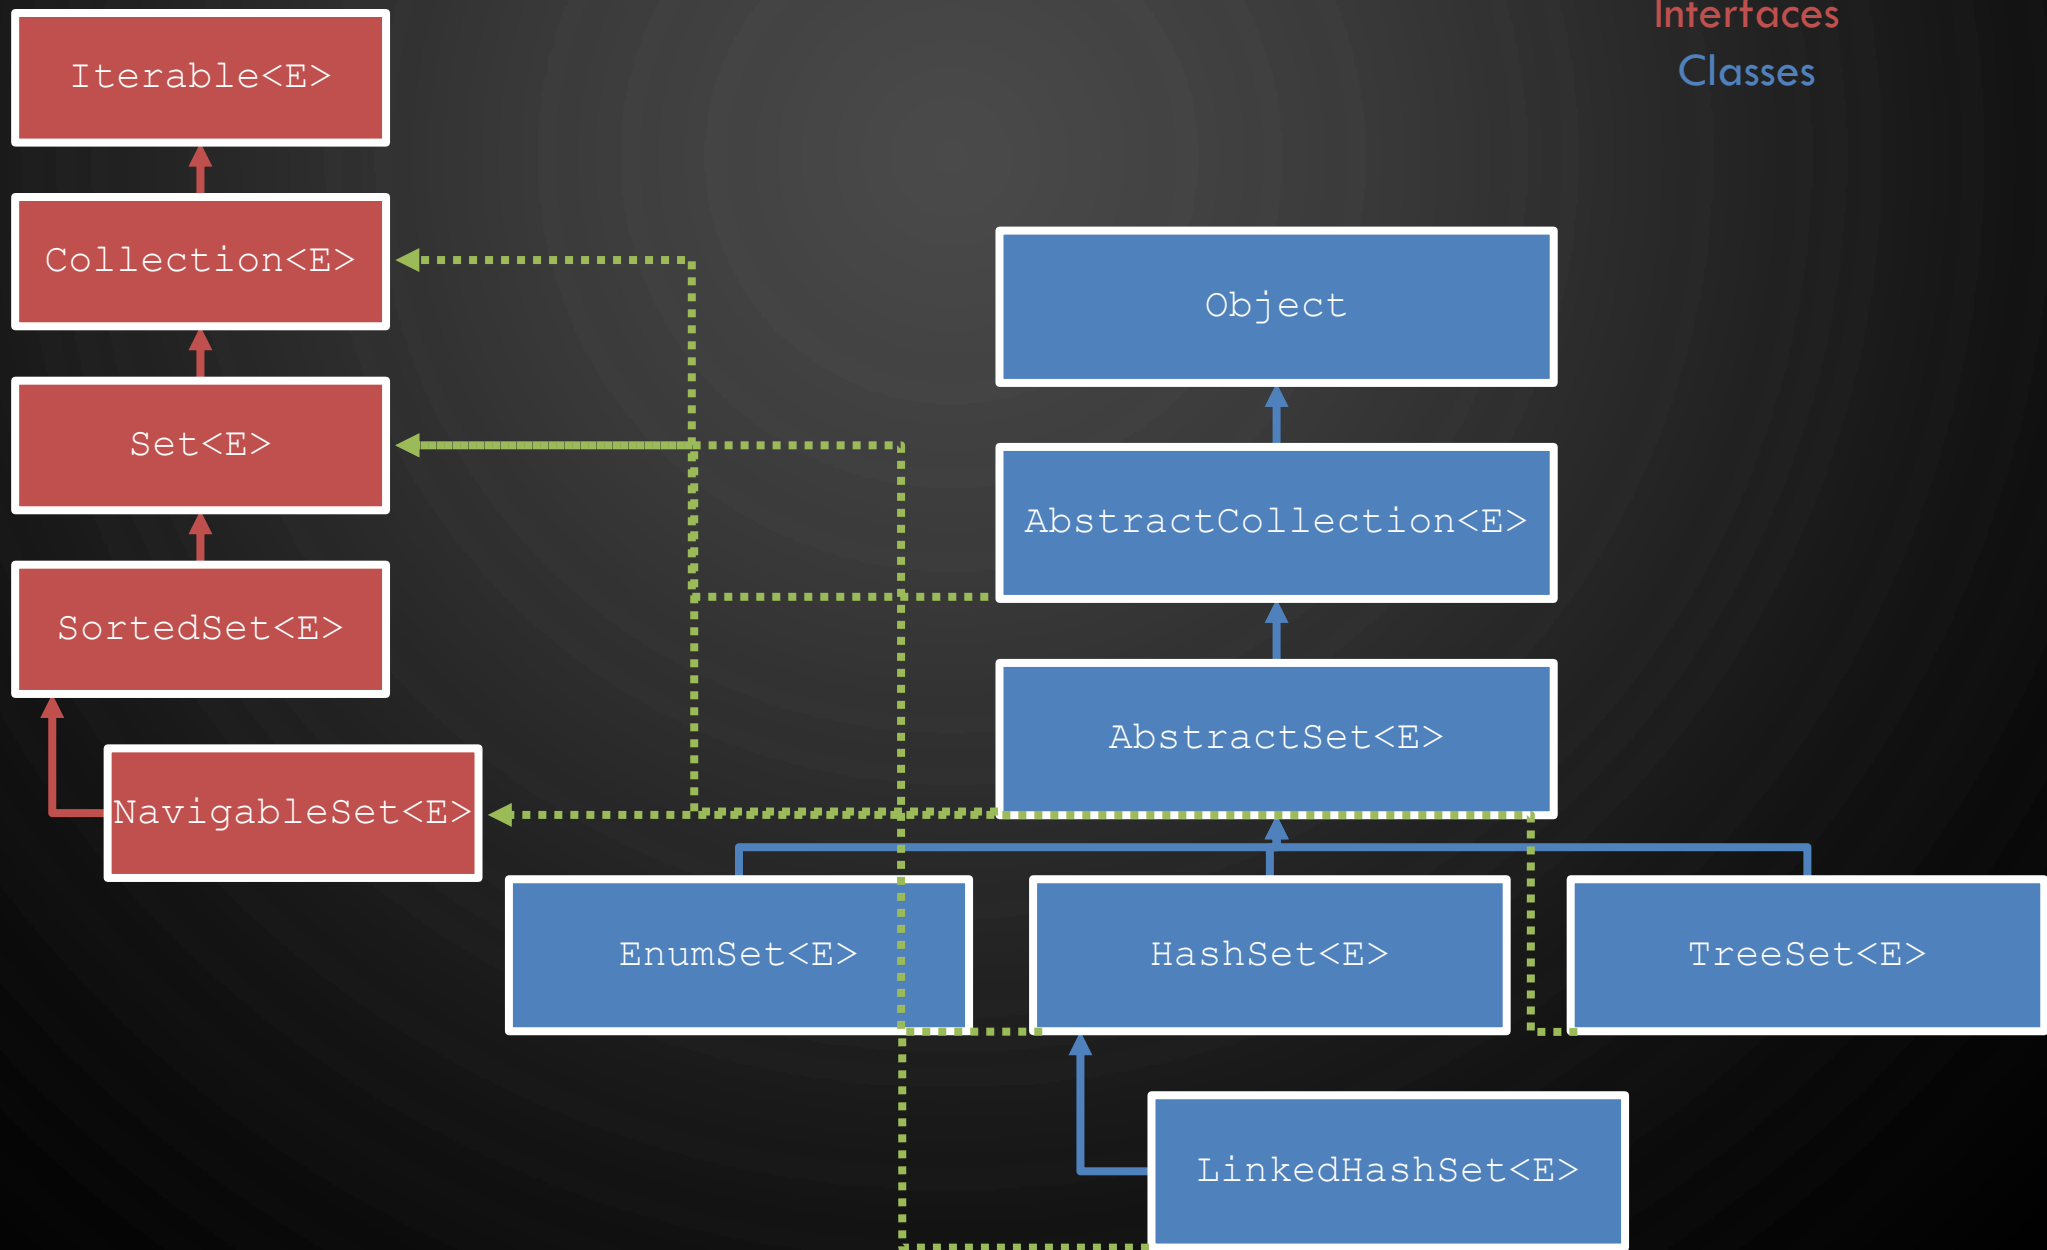 Interfaces
Classes
Iterable<E>
Collection<E>
Set<E>
SortedSet<E>
NavigableSet<E>
Object
AbstractCollection<E>
AbstractSet<E>
EnumSet<E>
HashSet<E>
TreeSet<E>
LinkedHashSet<E>